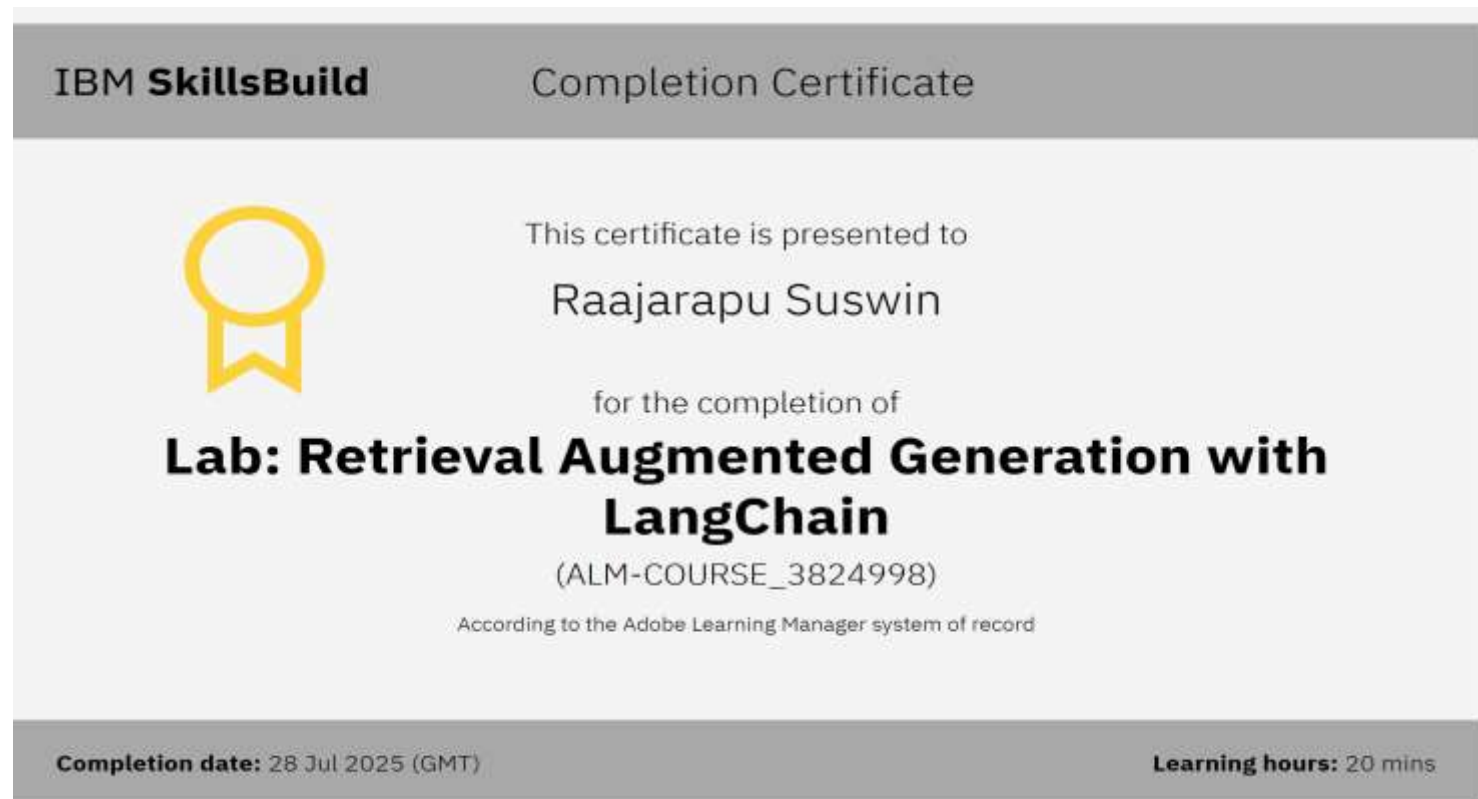 IBM SkillsBuild
Completion Certificate
This certificate is presented to
Raajarapu Suswin
for the completion of
Lab: Retrieval Augmented Generation with
LangChain
(ALM-COURSE_3824998)
According to the Adobe Learning Manager system of record
Completion date: 28 Jul 2025 (GMT)
Learning hours: 20 mins